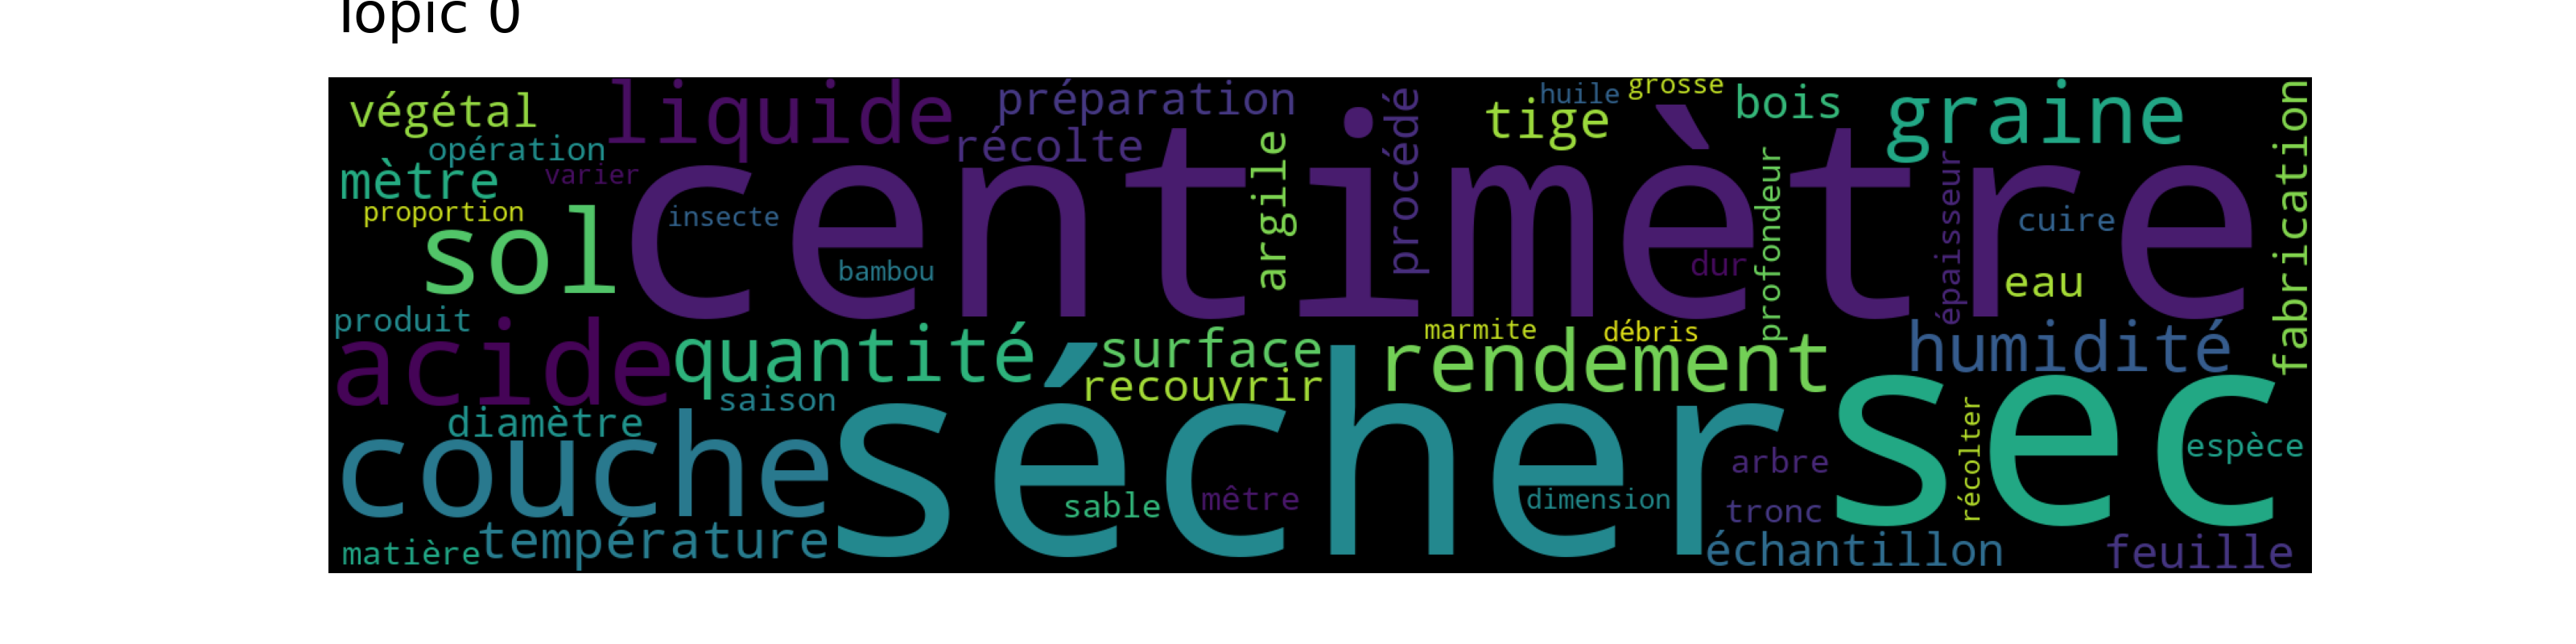 Topic 0
végétal
liquide
préparation
procédé
huile
grosse
tige
bois
graine
fabrication
opération
récolte
argile
mètre
varier
centimètre
profondeur
épaisseur
proportion
insecte
cuire
sol
bambou
dur
eau
produit
acide
quantité
surface
marmite
débris
rendement
humidité
recouvrir
saison
diamètre
couche
sécher
sec
récolter
arbre
espèce
sable
mêtre
dimension
tronc
matière
température
échantillon
feuille